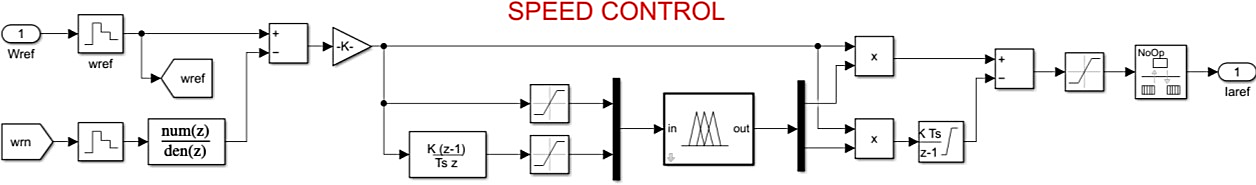 SPEED CONTROL
1
Wref
wref
wref
+
−
-K-
wrn
num(z)
den(z)
K (z-1)
Ts z
in
out
x
x
K Ts
z-1
+
−
NoOp
1
Iaref